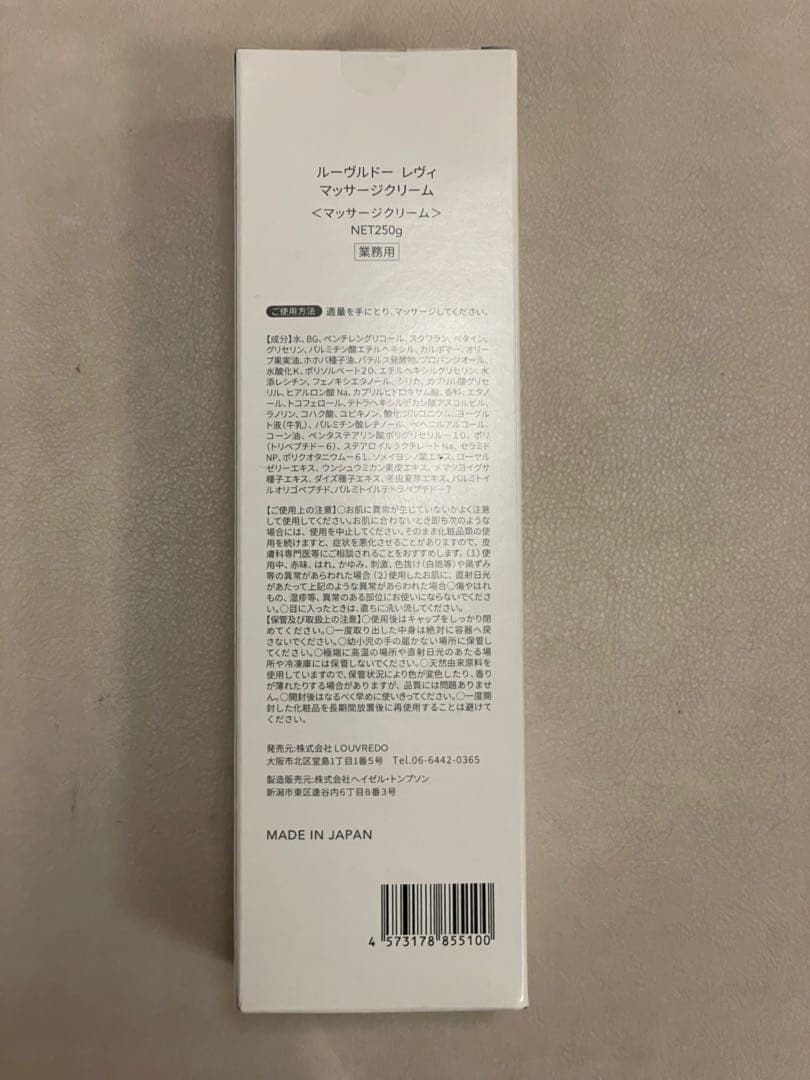 ルーヴルドー レヴィ
マッサージクリーム
＜マッサージクリーム＞
NET250g
業務用
ご使用方法 適量を手にとり、マッサージしてください。
【成分】水、BG、ペンチレングリコール、スクワラン、ベタイン、
グリセリン、パルミチン酸エチルヘキシル、カルボマー、オリー
ブ果実油、ホホバ種子油、バチルス発酵物、プロパンジオール、
水酸化K、ポリソルベート20、エチルヘキシルグリセリン、水
添レシチン、フェノキシエタノール、シリカ、カプリル酸グリセ
リル、ヒアルロン酸Na、カプリルヒドロキサム酸、香料、エタノ
ール、トコフェロール、テトラヘキシルデカン酸アスコルビル、
ラノリン、コハク酸、ユビキノン、酸化ジルコニウム、ヨーグル
ト液（牛乳）、パルミチン酸レチノール、ベヘニルアルコール、
コーン油、ペンタステアリン酸ポリグリセリル－10、ポリ
（トリペプチド－6）、ステアロイルラクチレートNa、セラミド
NP、ポリクオタニウム－61、ソメイヨシノ葉エキス、ローヤル
ゼリーエキス、ウンシュウミカン果皮エキス、メマツヨイグサ
種子エキス、ダイズ種子エキス、冬虫夏草エキス、パルミトイ
ルオリゴペプチド、パルミトイルテトラペプチド－7
【ご使用上の注意】○お肌に異常が生じていないかよく注意
して使用してください。お肌に合わないとき即ち次のような
場合には、使用を中止してください。そのまま化粧品類の使
用を続けますと、症状を悪化させることがありますので、皮
膚科専門医等にご相談されることをおすすめします。（1）使
用中、赤味、はれ、かゆみ、刺激、色抜け（白斑等）や黒ずみ
等の異常があらわれた場合（2）使用したお肌に、直射日光
があたって上記のような異常があらわれた場合○傷やはれ
もの、湿疹等、異常のある部位にお使いにならないでくださ
い。○目に入ったときは、直ちに洗い流してください。
【保管及び取扱上の注意】○使用後はキャップをしっかり閉
めてください。○一度取り出した中身は絶対に容器へ戻
さないでください。○幼小児の手の届かない場所に保管し
てください。○極端に高温の場所や直射日光のあたる場
所や冷凍庫には保管しないでください。○天然由来原料を
使用していますので、保管状況により色が変色したり、香り
が薄れたりする場合がありますが、品質には問題ありませ
ん。○開封後はなるべく早めに使いきってください。○一度開
封した化粧品を長期間放置後に再使用することは避けて
ください。
発売元:株式会社 LOUVREDO
大阪市北区堂島1丁目1番5号 Tel.06-6442-0365
製造販売元:株式会社ヘイゼル・トンプソン
新潟市東区逢谷内6丁目8番3号
MADE IN JAPAN
4 573178 855100